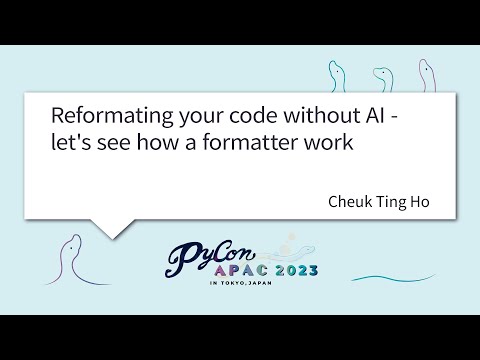 Reformating your code without AI -
let's see how a formatter work
Cheuk Ting Ho
PyCon
APAC 2023
IN TOKYO, JAPAN